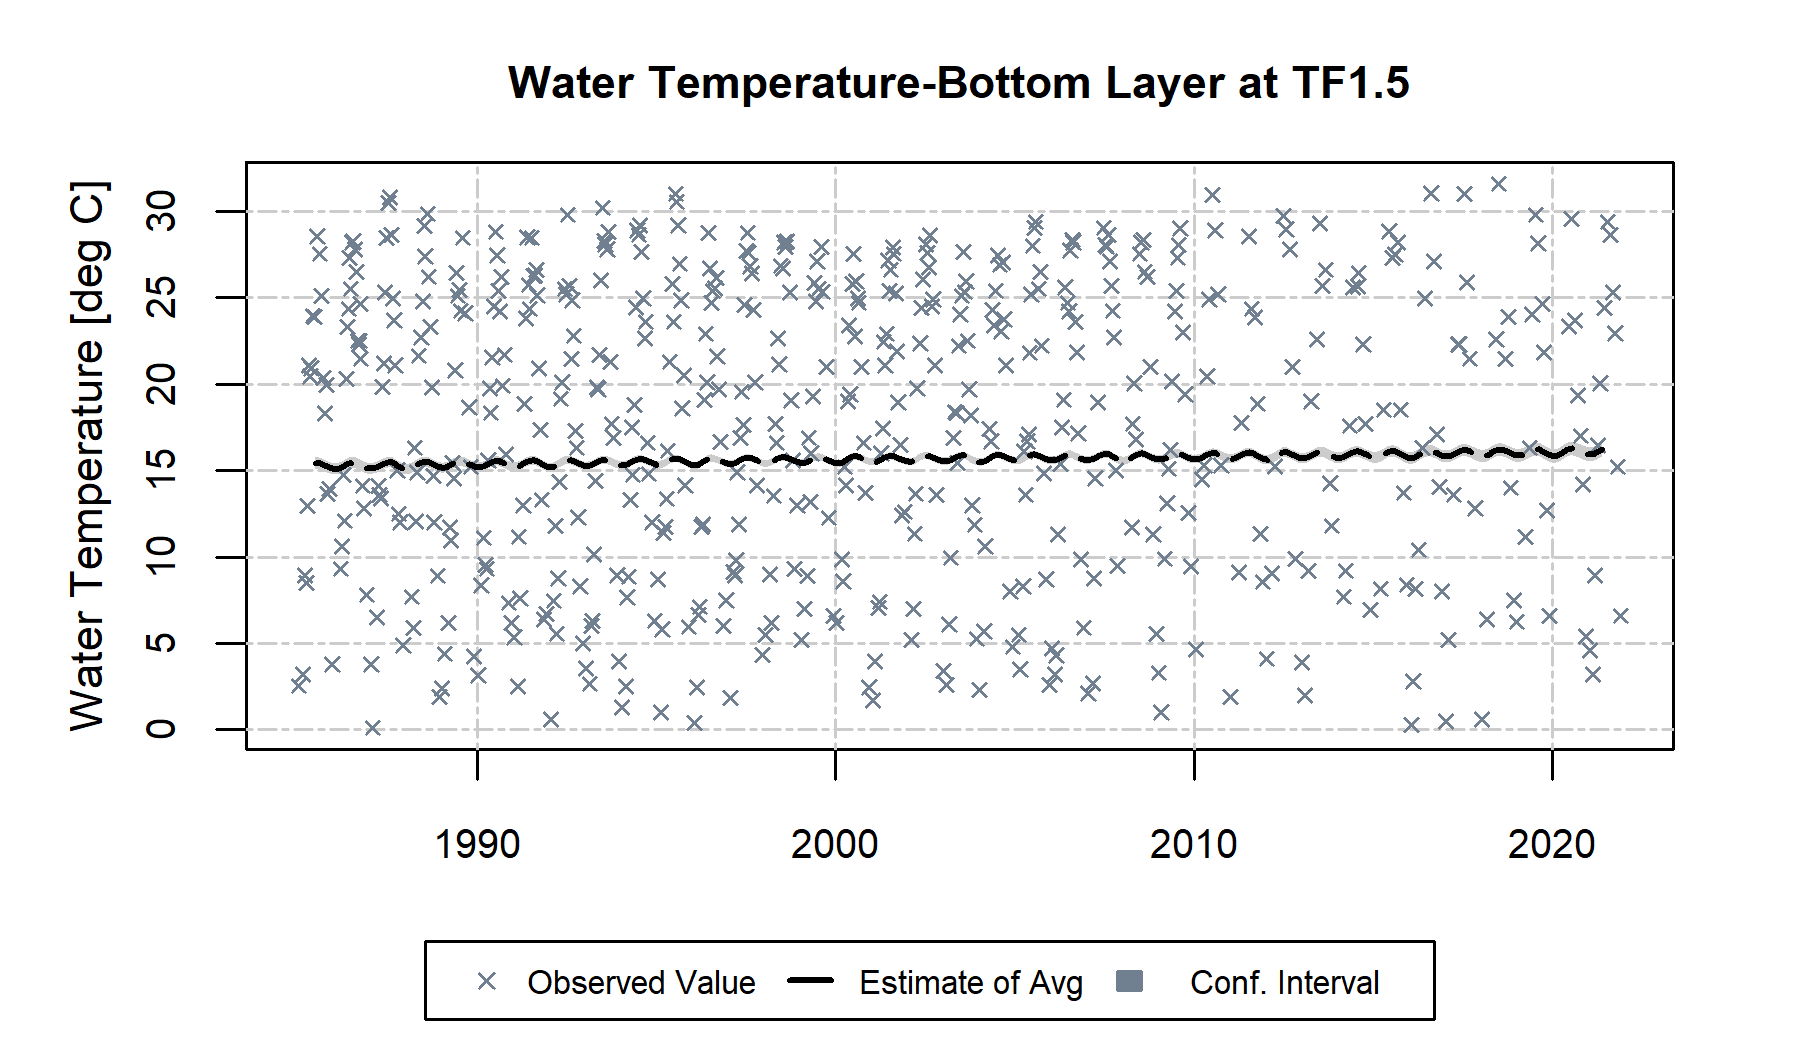 Water Temperature-Bottom Layer at TF1.5
Water Temperature [deg C]
30
25
20
15
10
5
0
1990 2000 2010 2020
Observed Value Estimate of Avg Conf. Interval